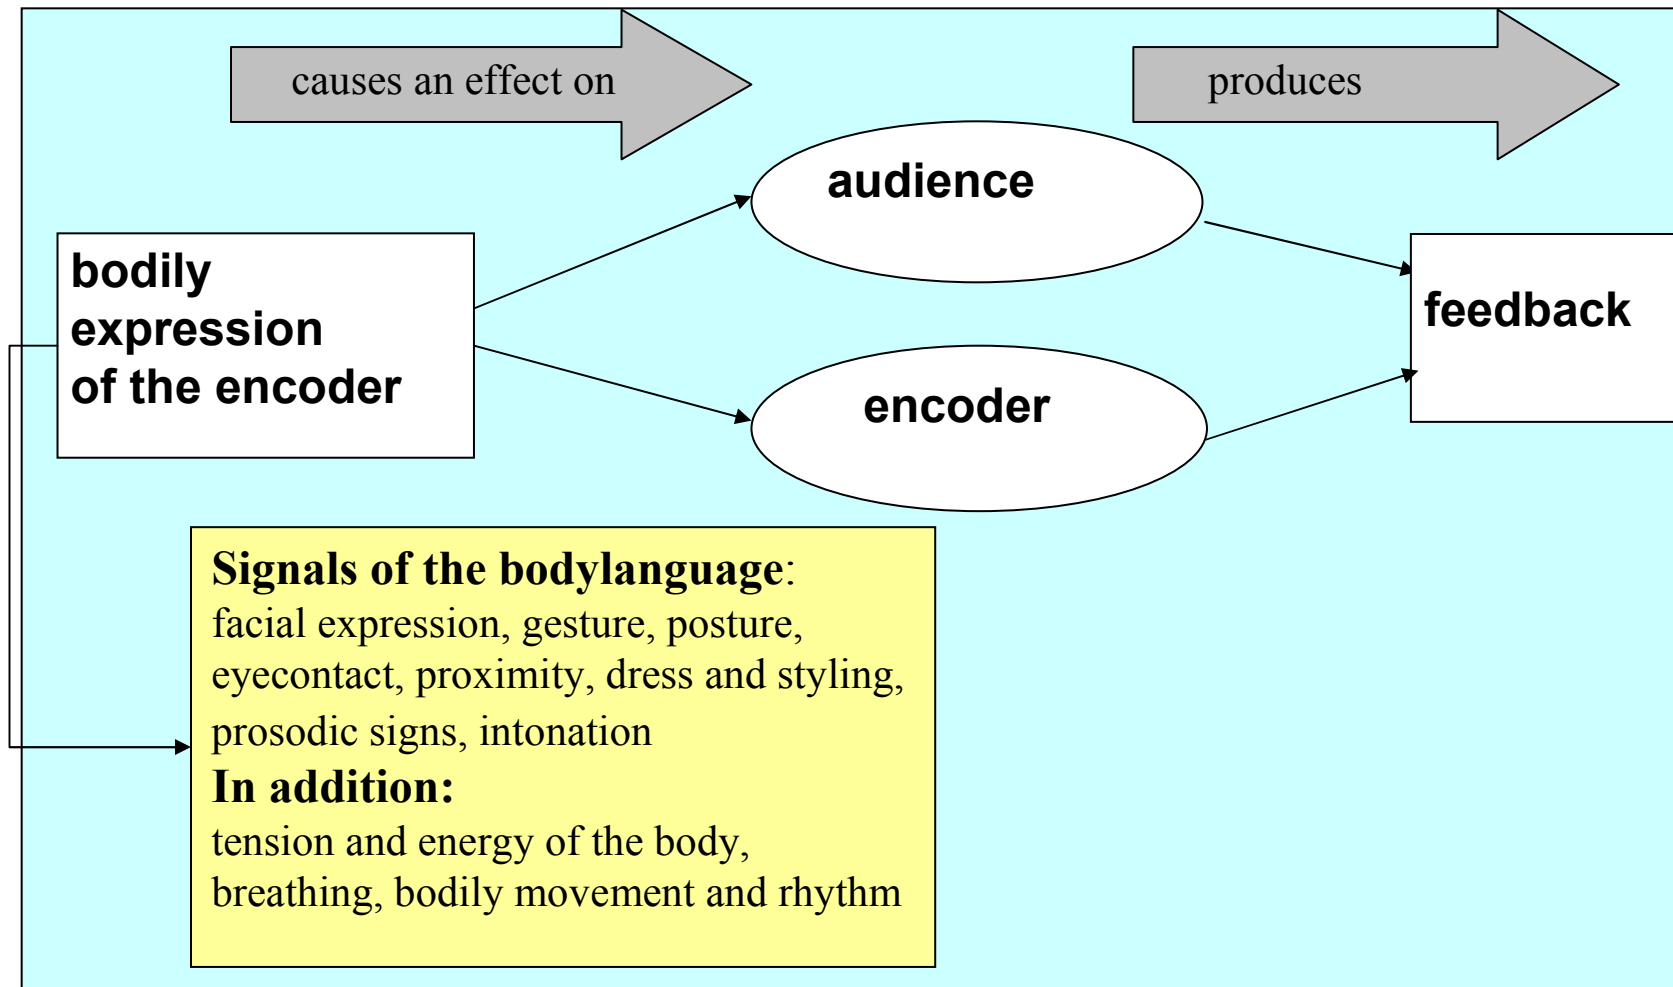 causes an effect on
produces
audience
bodily
expression
of the encoder
feedback
encoder
Signals of the bodylanguage:
facial expression, gesture, posture,
eyecontact, proximity, dress and styling,
prosodic signs, intonation
In addition:
tension and energy of the body,
breathing, bodily movement and rhythm